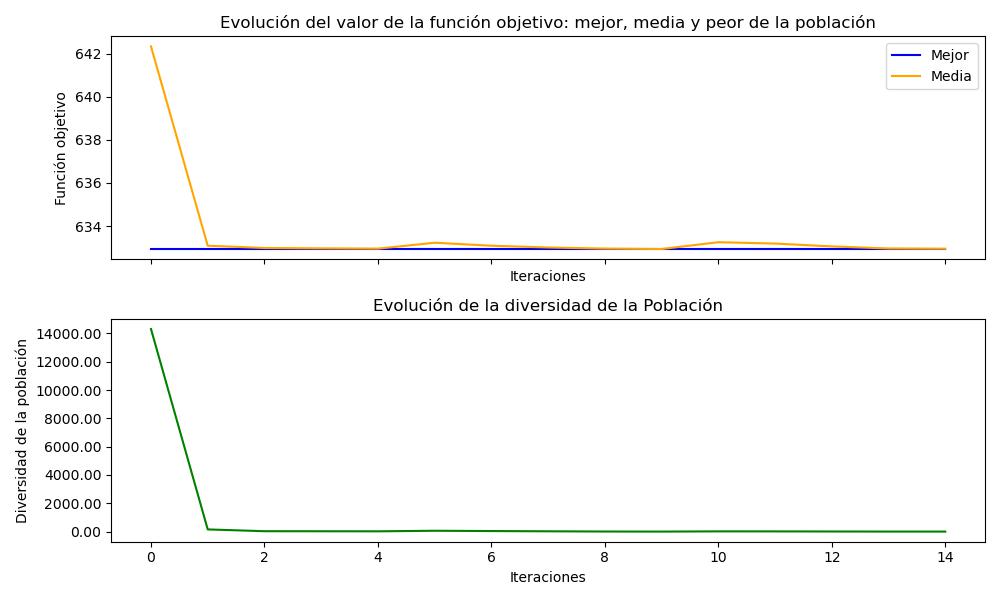 Evolución del valor de la función objetivo: mejor, media y peor de la población
Mejor
Media
Función objetivo
642
640
638
636
634
Iteraciones
Evolución de la diversidad de la Población
Diversidad de la población
14000.00
12000.00
10000.00
8000.00
6000.00
4000.00
2000.00
0.00
0 2 4 6 8 10 12 14
Iteraciones